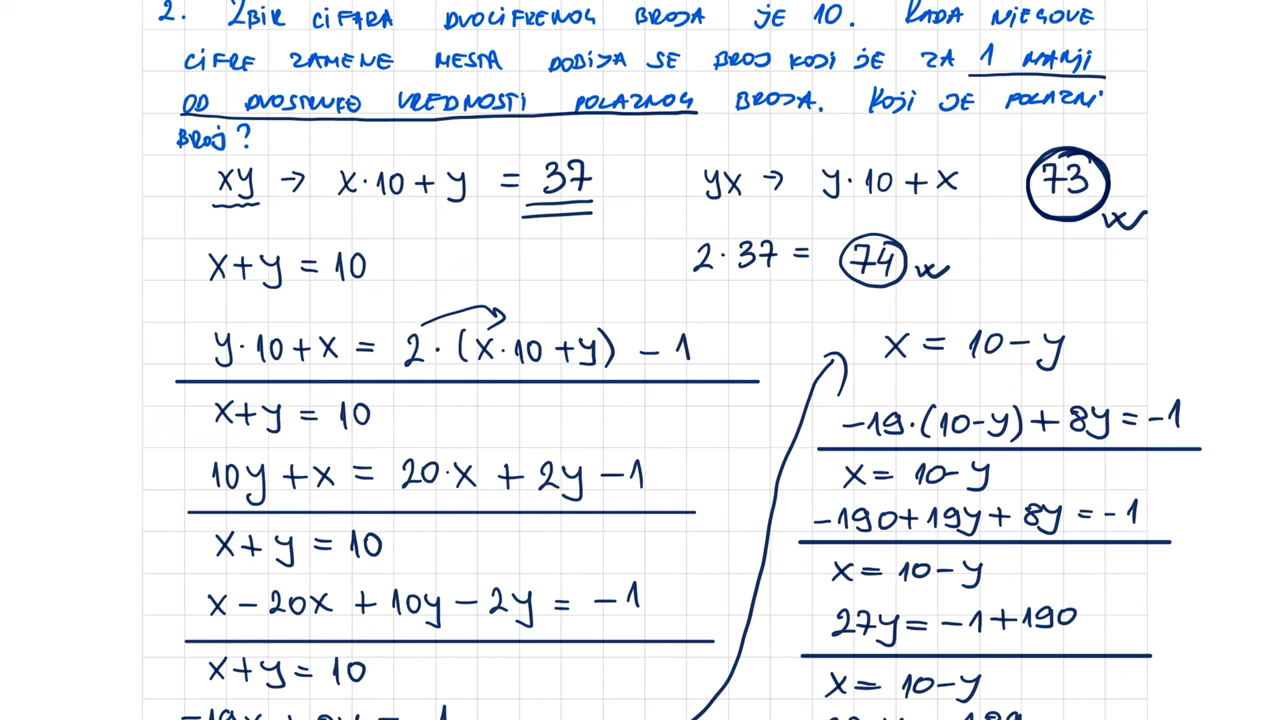 2. ZBIR CIFARA DVOCIFRENOG BROJA JE 10. KADA NJEGOVE
CIFRE ZAMENE MESTA DOBIJA SE BROJ KOJI JE ZA 1 MANJI
OD DVOSTRUKE VREDNOSTI POLAZNOG BROJA. KOJI JE POLAZNI
BROJ?
xy → x·10+y = 37
yx → y·10+x
73
x+y = 10
2·37 = 74
y·10+x = 2·(x·10+y) - 1
x+y = 10
10y+x = 20·x + 2y - 1
x+y = 10
x - 20x + 10y - 2y = -1
x+y = 10
x = 10-y
-19·(10-y)+8y = -1
x = 10-y
-190+19y+8y = -1
x = 10-y
27y = -1+190
x = 10-y